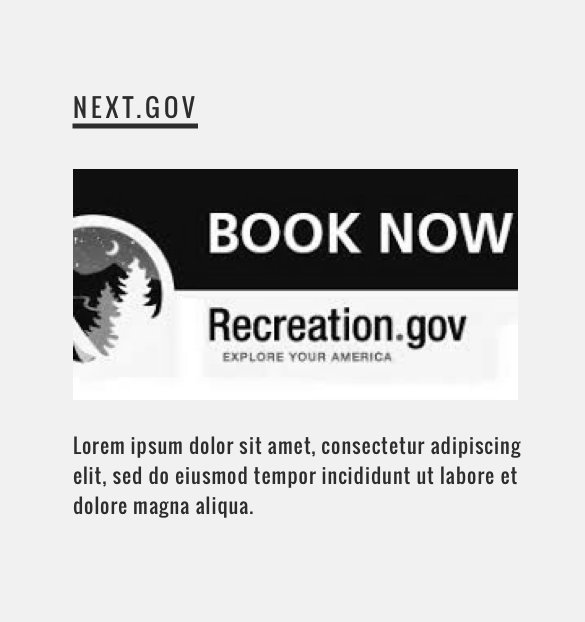 NEXT.GOV
BOOK NOW
Recreation.gov
EXPLORE YOUR AMERICA
Lorem ipsum dolor sit amet, consectetur adipiscing
elit, sed do eiusmod tempor incididunt ut labore et
dolore magna aliqua.